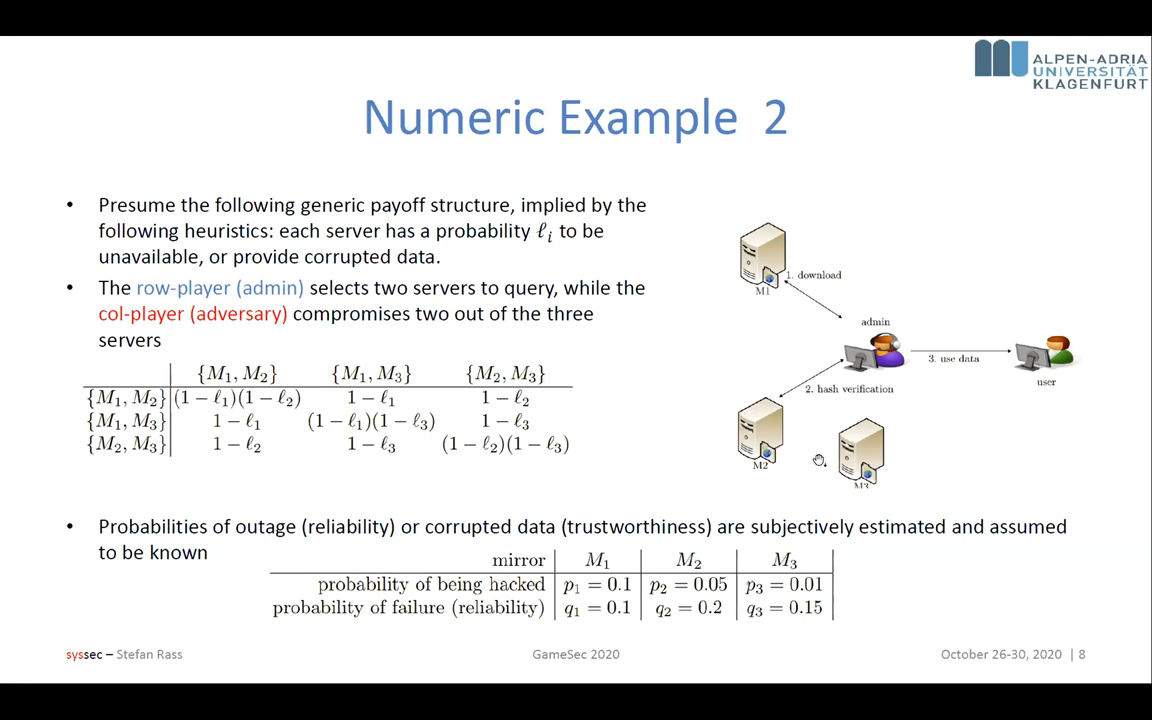 ALPEN-ADRIA
UNIVERSITÄT
KLAGENFURT
Numeric Example 2
• Presume the following generic payoff structure, implied by the
following heuristics: each server has a probability ℓᵢ to be
unavailable, or provide corrupted data.
• The row-player (admin) selects two servers to query, while the
col-player (adversary) compromises two out of the three
servers
{M₁, M₂} {M₁, M₃} {M₂, M₃}
{M₁, M₂} (1 − ℓ₁)(1 − ℓ₂) 1 − ℓ₁ 1 − ℓ₂
{M₁, M₃} 1 − ℓ₁ (1 − ℓ₁)(1 − ℓ₃) 1 − ℓ₃
{M₂, M₃} 1 − ℓ₂ 1 − ℓ₃ (1 − ℓ₂)(1 − ℓ₃)
1. download
M1
admin
3. use data
user
2. hash verification
M2
M3
• Probabilities of outage (reliability) or corrupted data (trustworthiness) are subjectively estimated and assumed
to be known
mirror M₁ M₂ M₃
probability of being hacked p₁ = 0.1 p₂ = 0.05 p₃ = 0.01
probability of failure (reliability) q₁ = 0.1 q₂ = 0.2 q₃ = 0.15
syssec – Stefan Rass
GameSec 2020
October 26-30, 2020 | 8